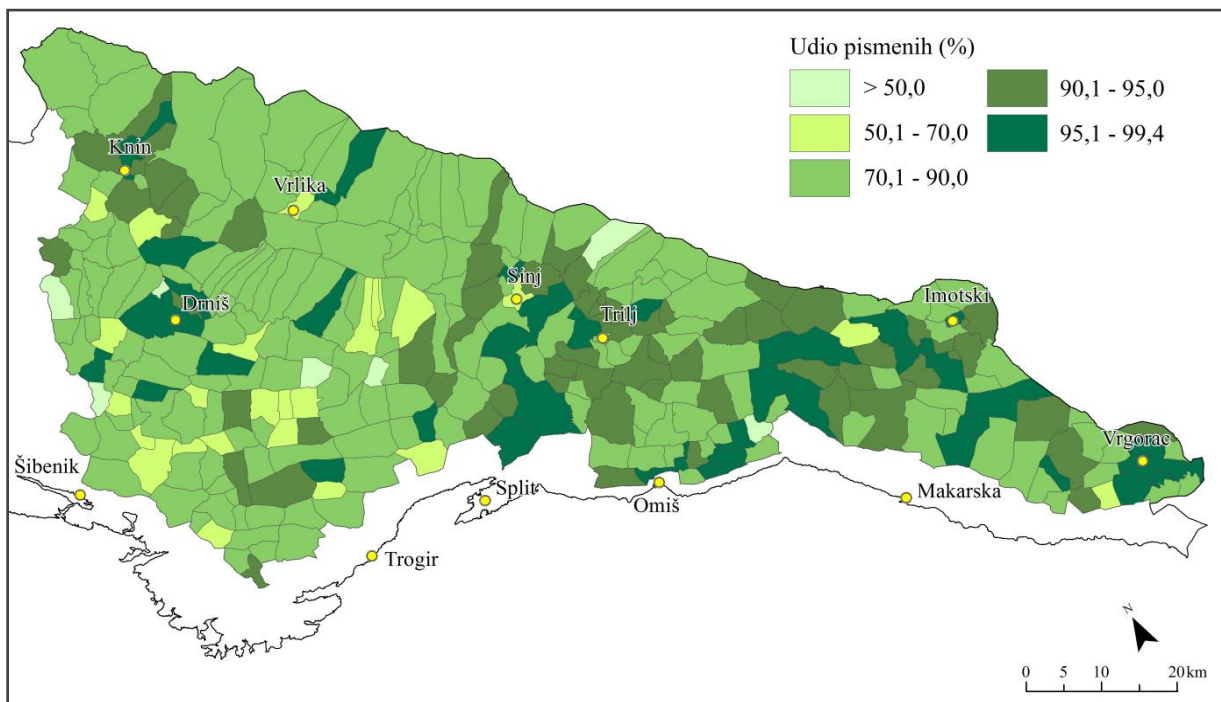 Udio pismenih (%)
> 50,0
50,1 - 70,0
70,1 - 90,0
90,1 - 95,0
95,1 - 99,4
Knin
Vrlika
Drniš
Sinj
Trilj
Imotski
Vrgorac
Šibenik
Split
Omiš
Makarska
Trogir
N
0 5 10 20 km